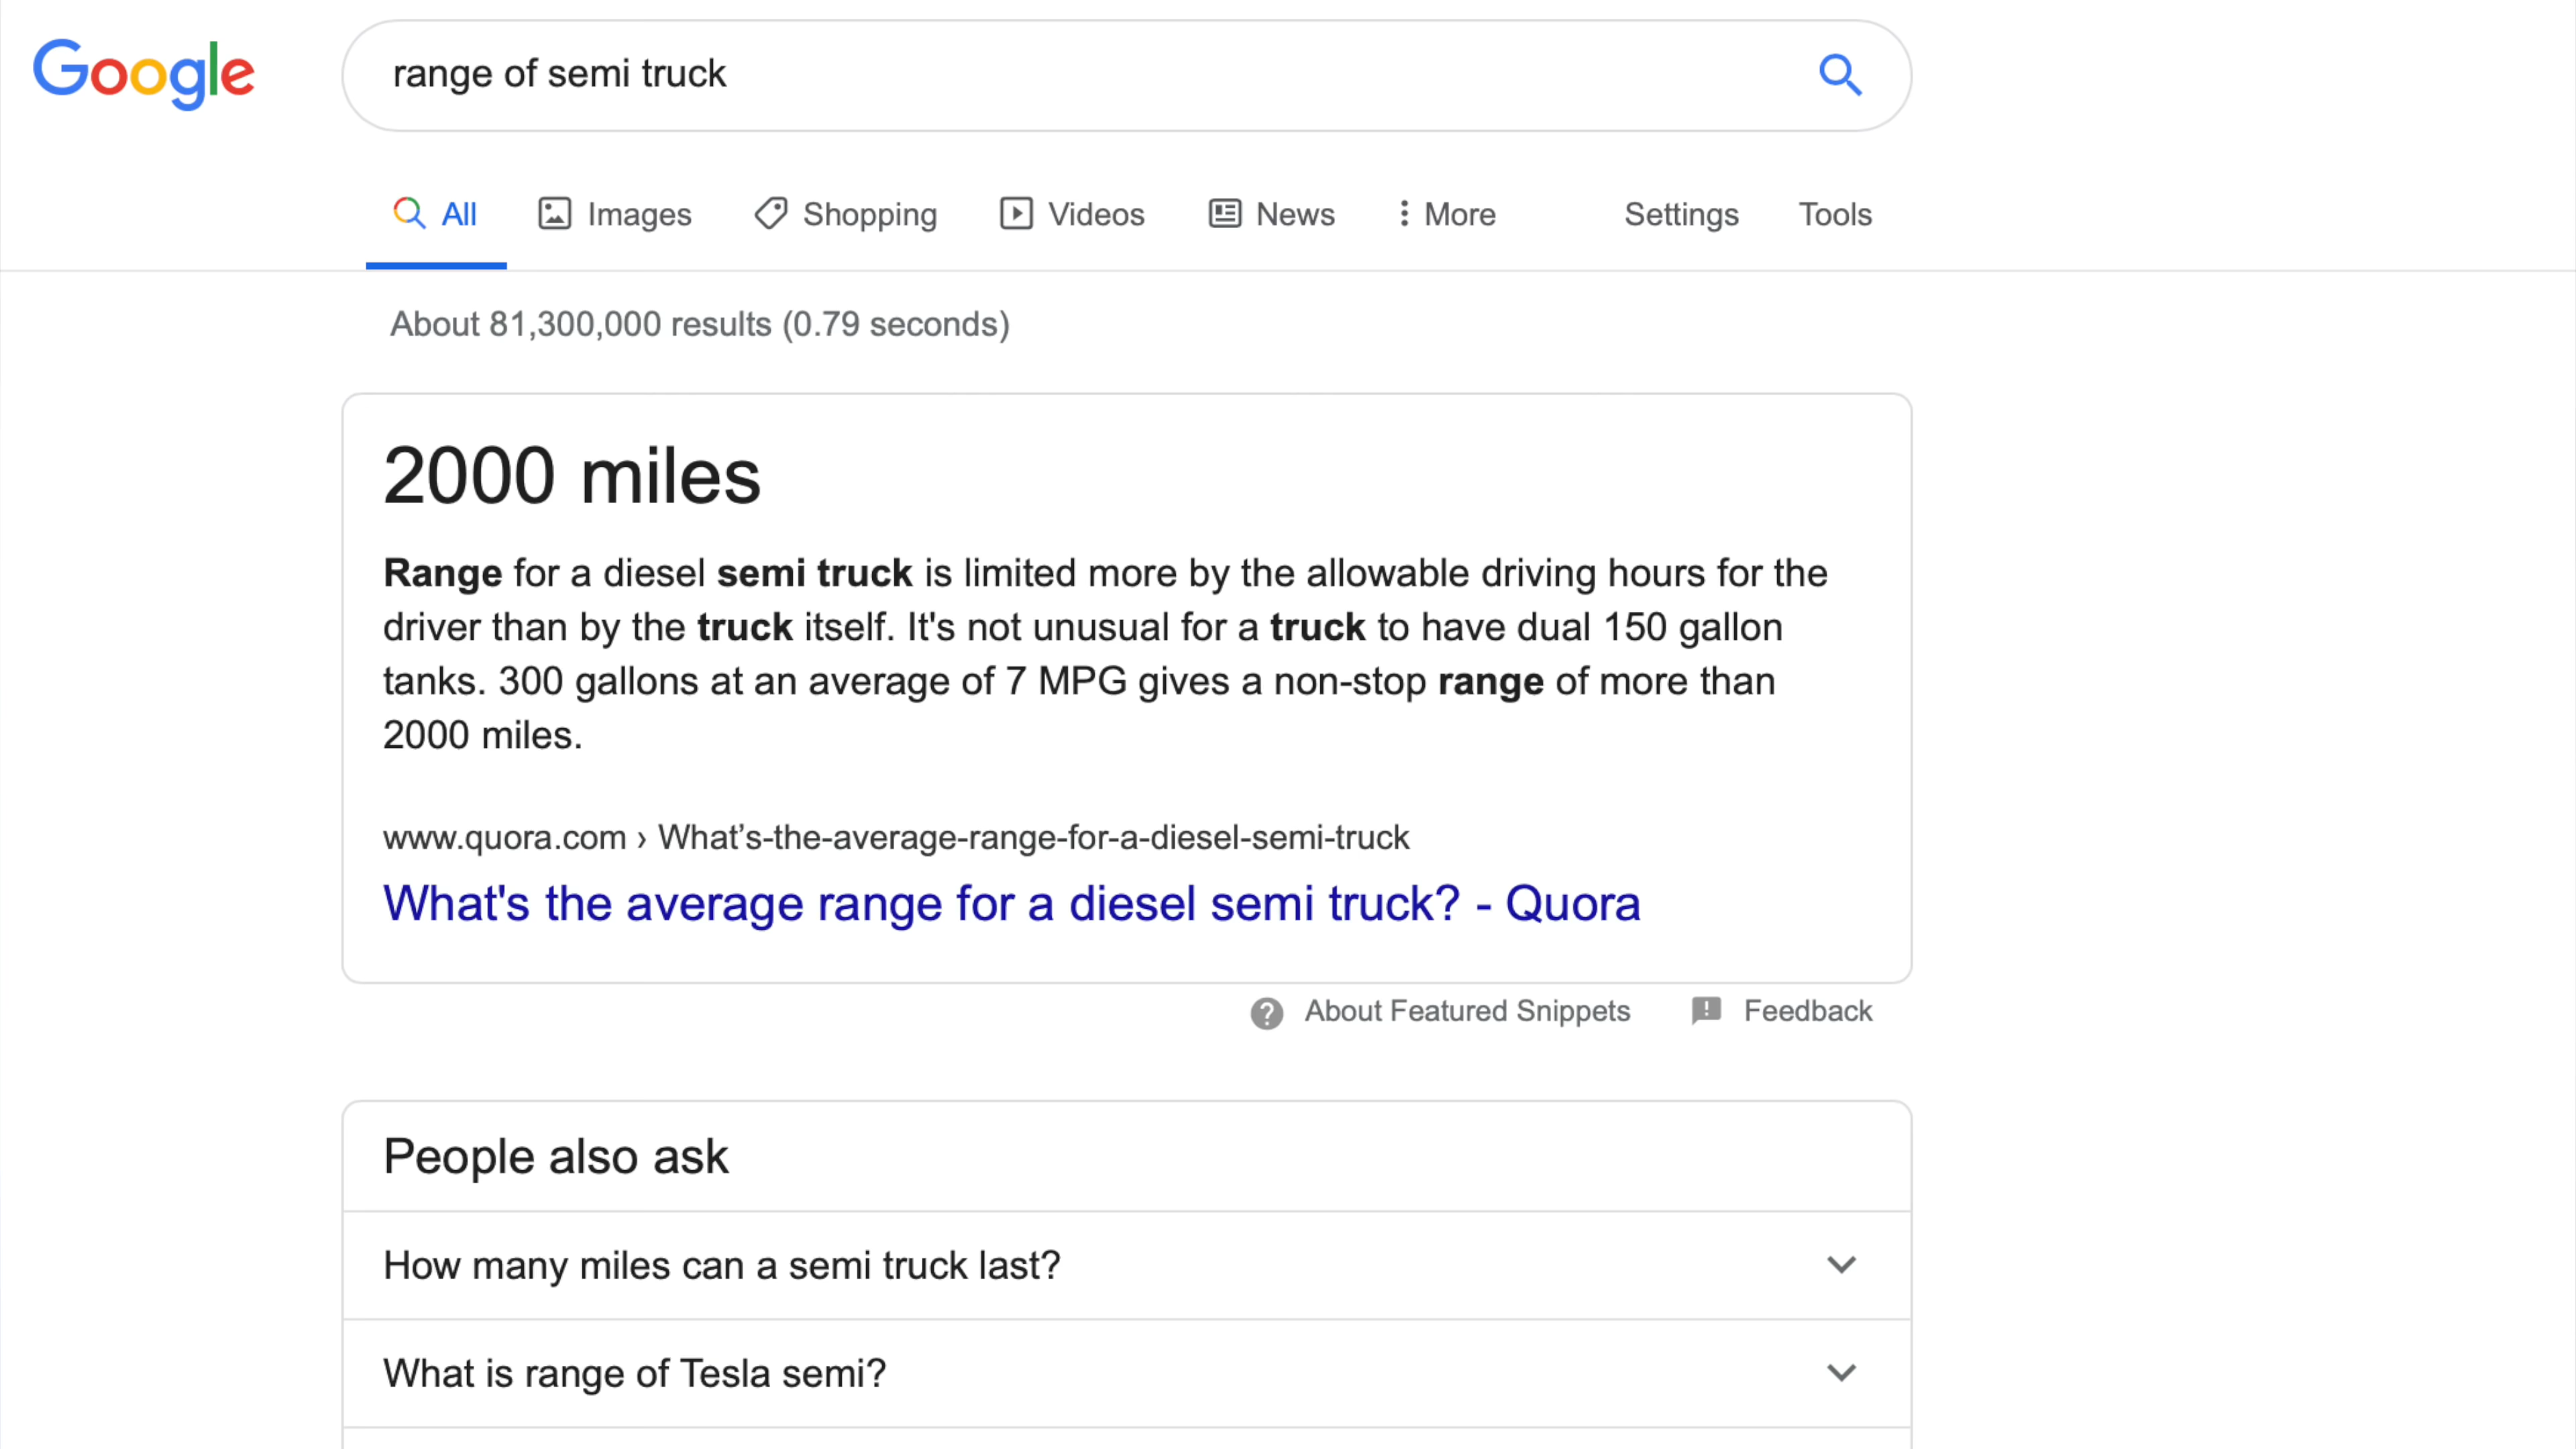 Google
range of semi truck
All Images Shopping Videos News More Settings Tools
About 81,300,000 results (0.79 seconds)
2000 miles
Range for a diesel semi truck is limited more by the allowable driving hours for the
driver than by the truck itself. It's not unusual for a truck to have dual 150 gallon
tanks. 300 gallons at an average of 7 MPG gives a non-stop range of more than
2000 miles.
www.quora.com › What’s-the-average-range-for-a-diesel-semi-truck
What's the average range for a diesel semi truck? - Quora
About Featured Snippets Feedback
People also ask
How many miles can a semi truck last?
What is range of Tesla semi?